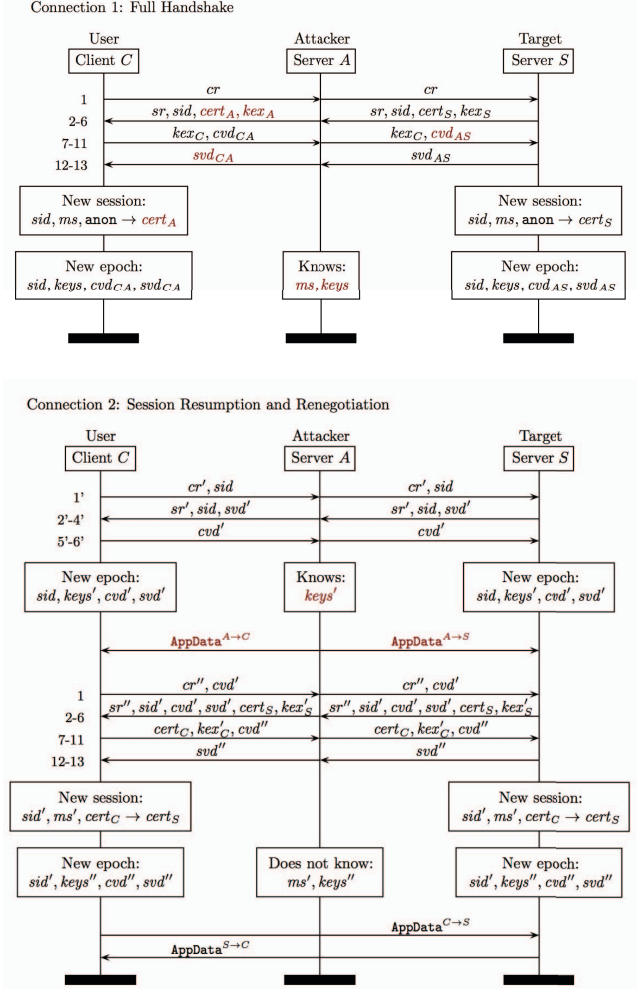 Connection 1: Full Handshake
User Attacker Target
Client C Server A Server S
1 cr cr
2-6 sr, sid, cert_A, kex_A sr, sid, cert_S, kex_S
7-11 kex_C, cvd_CA kex_C, cvd_AS
12-13 svd_CA svd_AS
New session: New session:
sid, ms, anon → cert_A sid, ms, anon → cert_S
New epoch: Knows: New epoch:
sid, keys, cvd_CA, svd_CA ms, keys sid, keys, cvd_AS, svd_AS
Connection 2: Session Resumption and Renegotiation
User Attacker Target
Client C Server A Server S
1' cr′, sid cr′, sid
2'-4' sr′, sid, svd′ sr′, sid, svd′
5'-6' cvd′ cvd′
New epoch: Knows: New epoch:
sid, keys′, cvd′, svd′ keys′ sid, keys′, cvd′, svd′
AppData^A→C AppData^A→S
1 cr″, cvd′ cr″, cvd′
2-6 sr″, sid′, cvd′, svd′, cert_S, kex′_S sr″, sid′, cvd′, svd′, cert_S, kex′_S
7-11 cert_C, kex′_C, cvd″ cert_C, kex′_C, cvd″
12-13 svd″ svd″
New session: New session:
sid′, ms′, cert_C → cert_S sid′, ms′, cert_C → cert_S
New epoch: Does not know: New epoch:
sid′, keys″, cvd″, svd″ ms′, keys″ sid′, keys″, cvd″, svd″
AppData^C→S
AppData^S→C